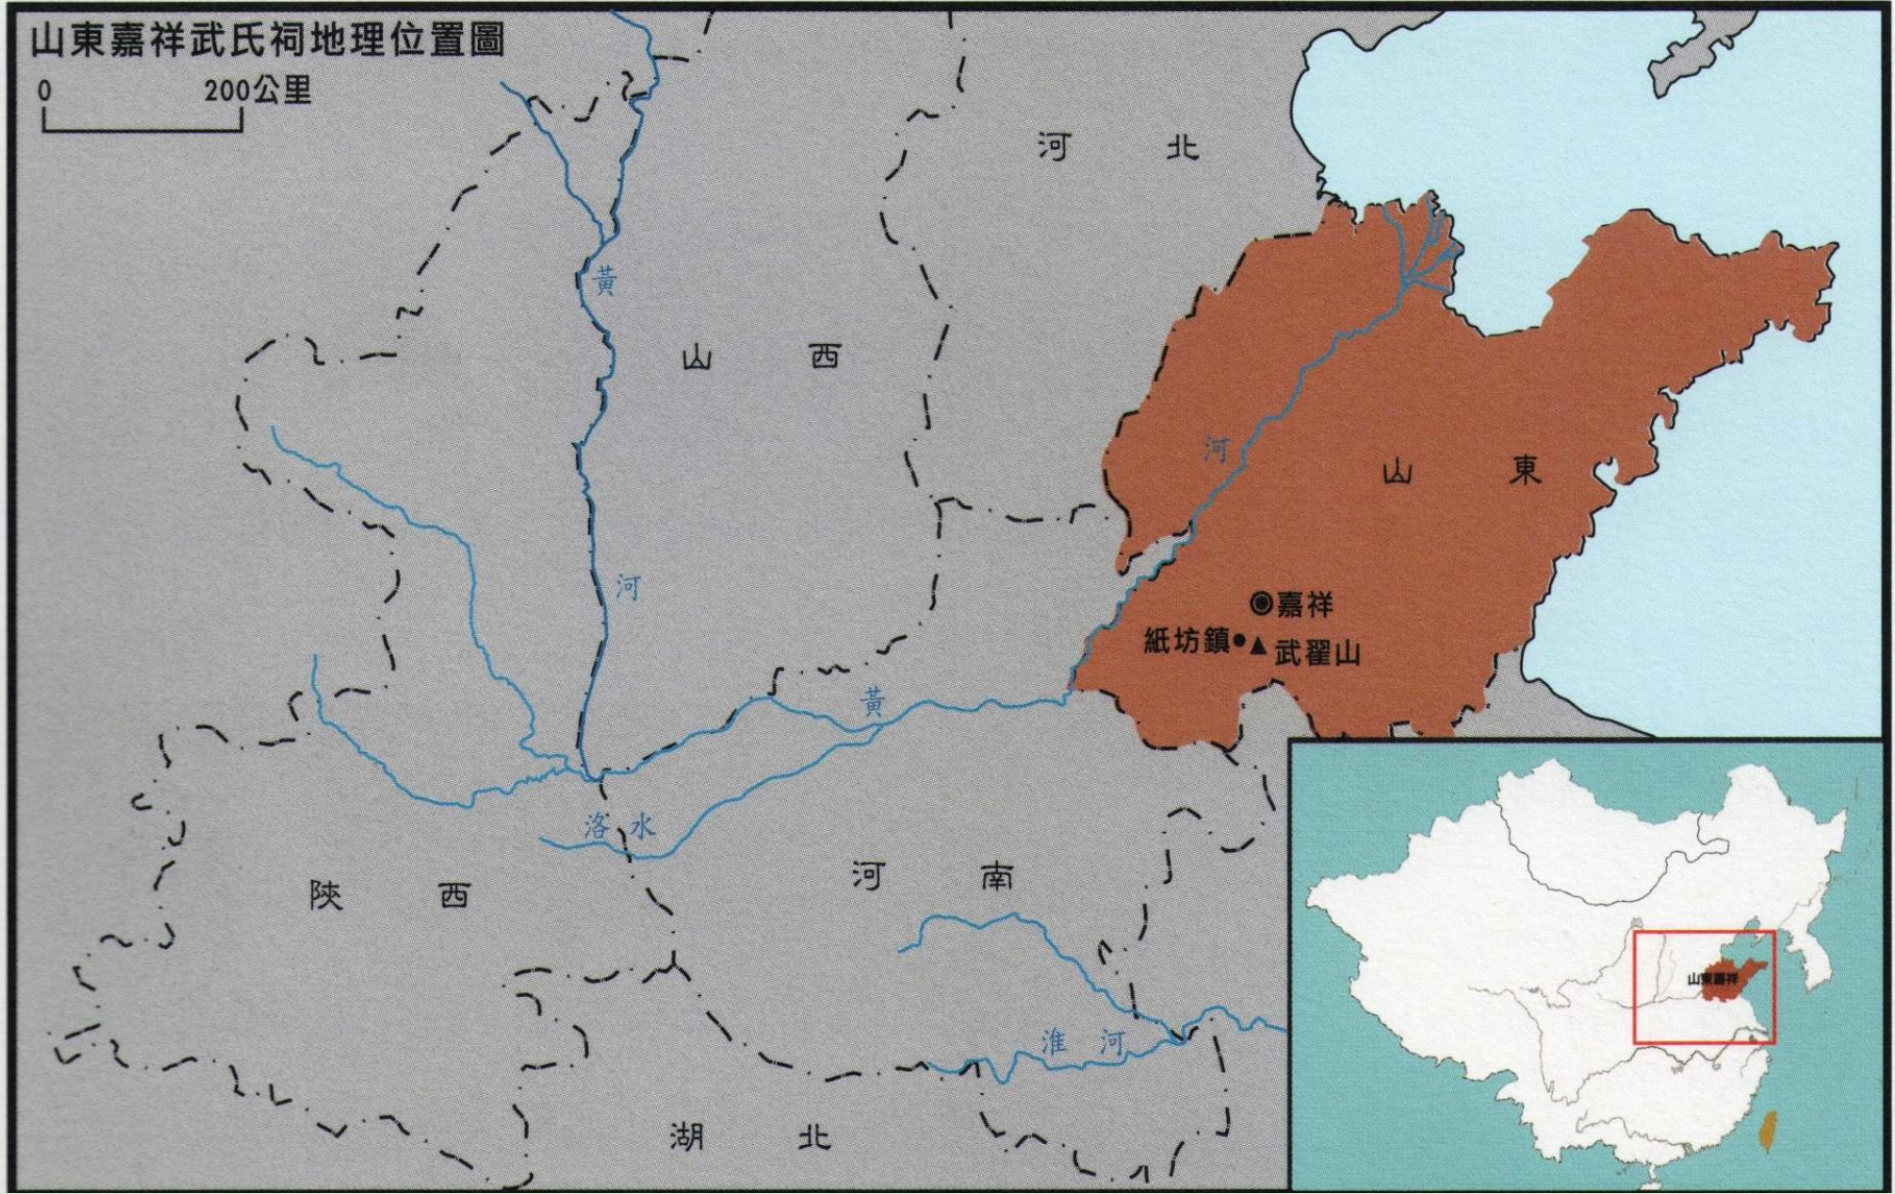 山東嘉祥武氏祠地理位置圖
0 200公里
河 北
黃
山 西
河
山 東
河
嘉祥
紙坊鎮 武翟山
黃
洛水
陝 西
河 南
淮河
湖 北
山東嘉祥